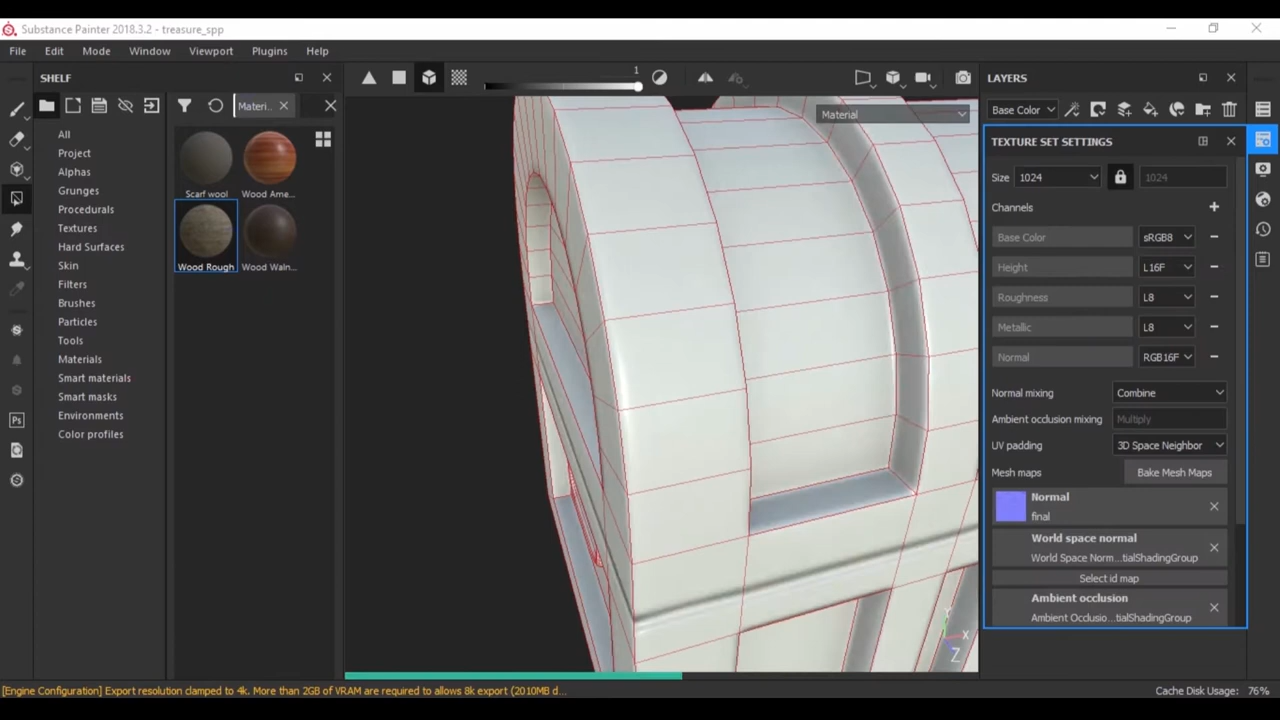 Substance Painter 2018.3.2 - treasure_spp
File Edit Mode Window Viewport Plugins Help
SHELF
Materi...
All
Project
Alphas
Grunges
Procedurals
Textures
Hard Surfaces
Skin
Filters
Brushes
Particles
Tools
Materials
Smart materials
Smart masks
Environments
Color profiles
Scarf wool Wood Ame...
Wood Rough Wood Waln...
1
Material
Y
X
Z
LAYERS
Base Color
TEXTURE SET SETTINGS
Size 1024 1024
Channels
Base Color sRGB8
Height L16F
Roughness L8
Metallic L8
Normal RGB16F
Normal mixing Combine
Ambient occlusion mixing Multiply
UV padding 3D Space Neighbor
Mesh maps Bake Mesh Maps
Normal
final
World space normal
World Space Norm...tialShadingGroup
Select id map
Ambient occlusion
Ambient Occlusio...tialShadingGroup
Ps
[Engine Configuration] Export resolution clamped to 4k. More than 2GB of VRAM are required to allows 8k export (2010MB d...
Cache Disk Usage: 76%